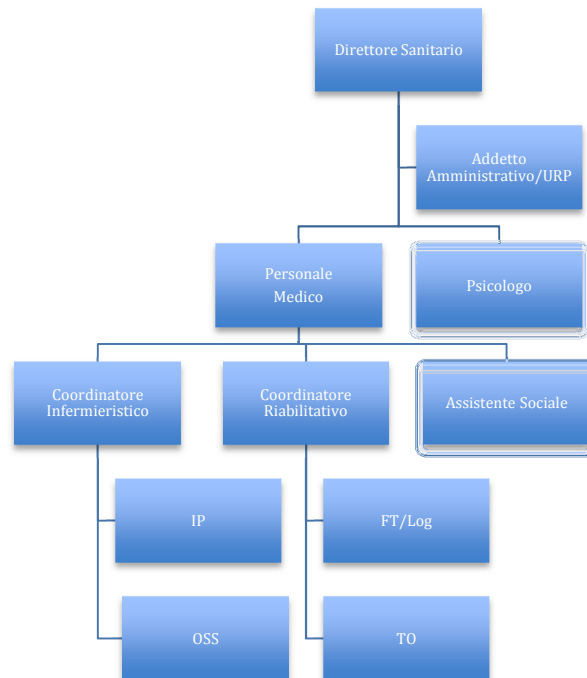 Direttore Sanitario
Addetto
Amministrativo/URP
Personale
Medico
Psicologo
Coordinatore
Infermieristico
Coordinatore
Riabilitativo
Assistente Sociale
IP
FT/Log
OSS
TO